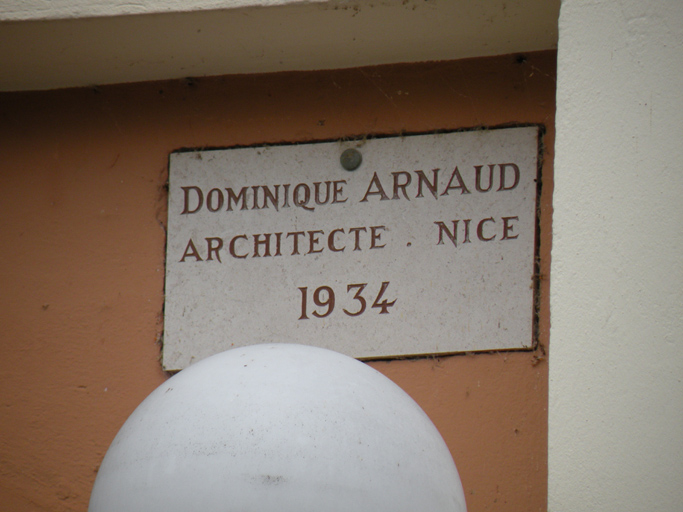 DOMINIQUE ARNAUD
ARCHITECTE . NICE
1934